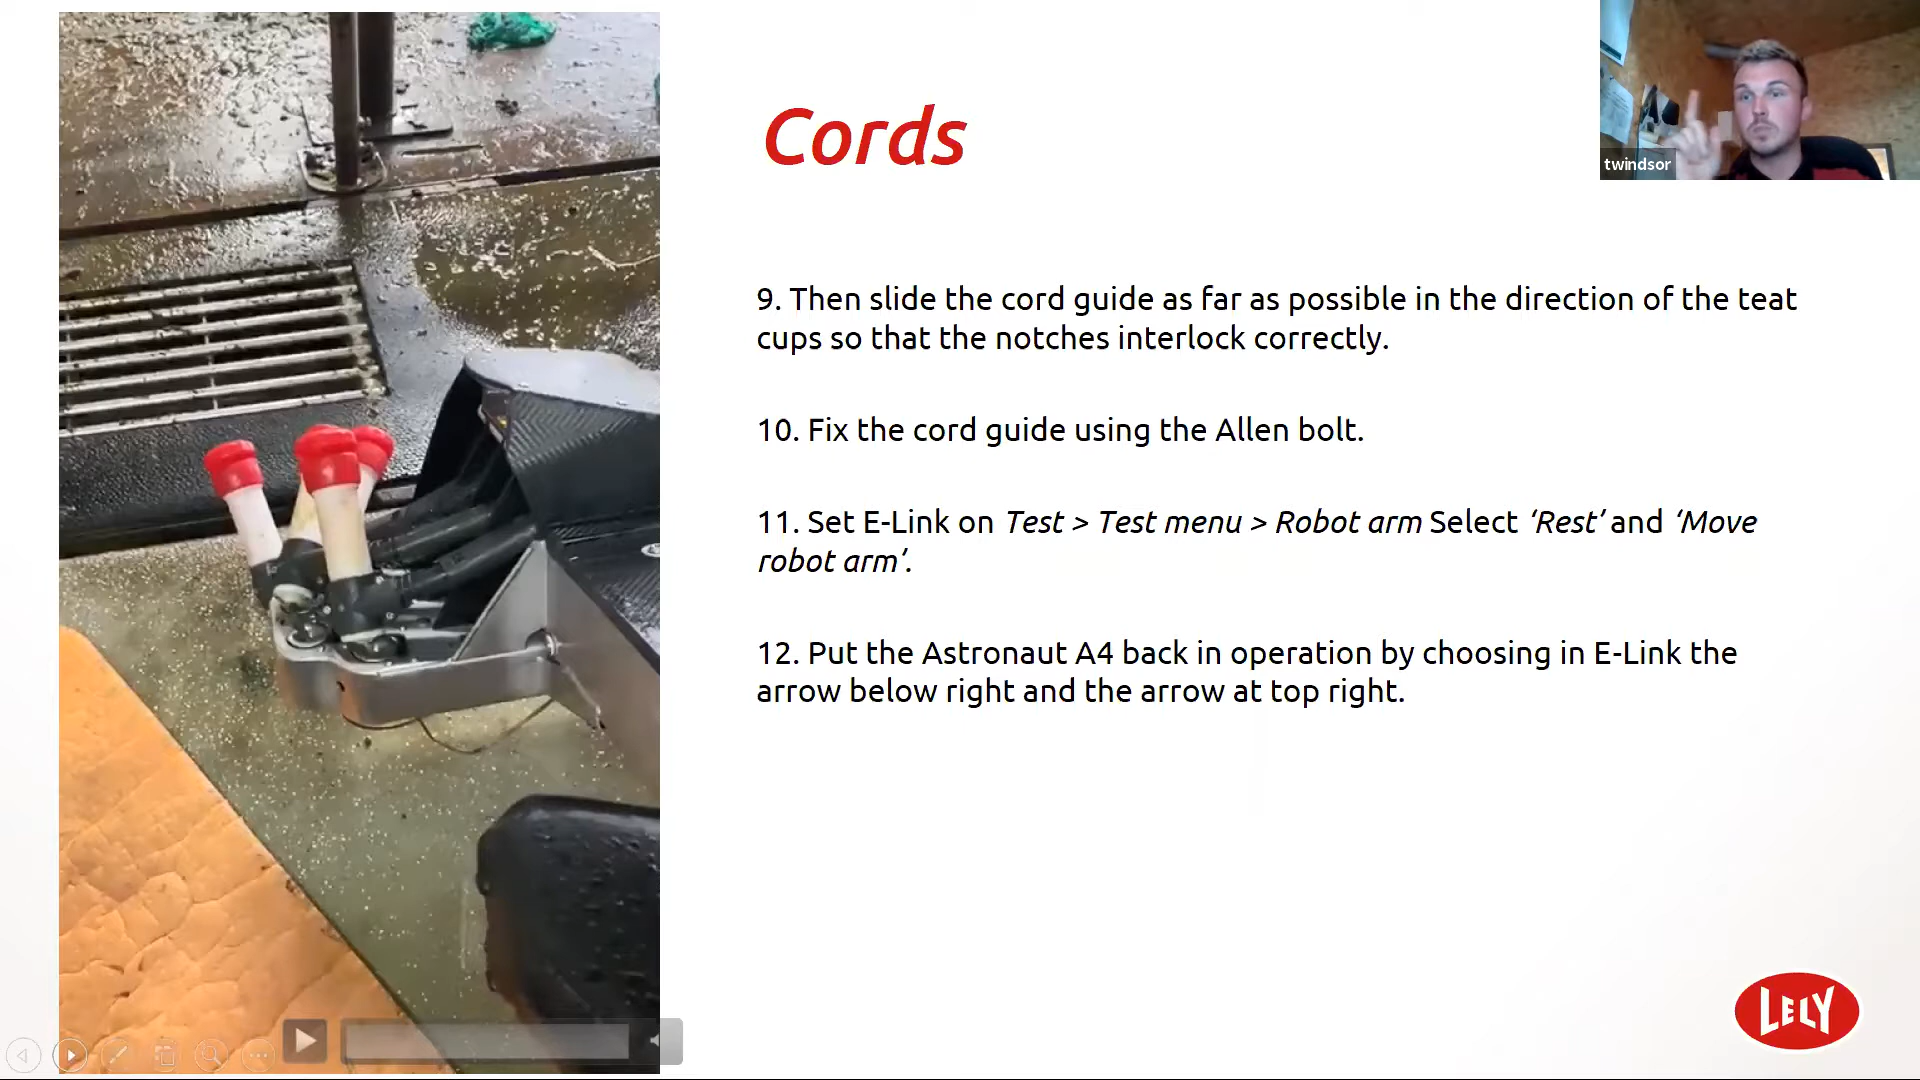 Cords
twindsor
9. Then slide the cord guide as far as possible in the direction of the teat
cups so that the notches interlock correctly.
10. Fix the cord guide using the Allen bolt.
11. Set E-Link on Test > Test menu > Robot arm Select ‘Rest’ and ‘Move
robot arm’.
12. Put the Astronaut A4 back in operation by choosing in E-Link the
arrow below right and the arrow at top right.
LELY